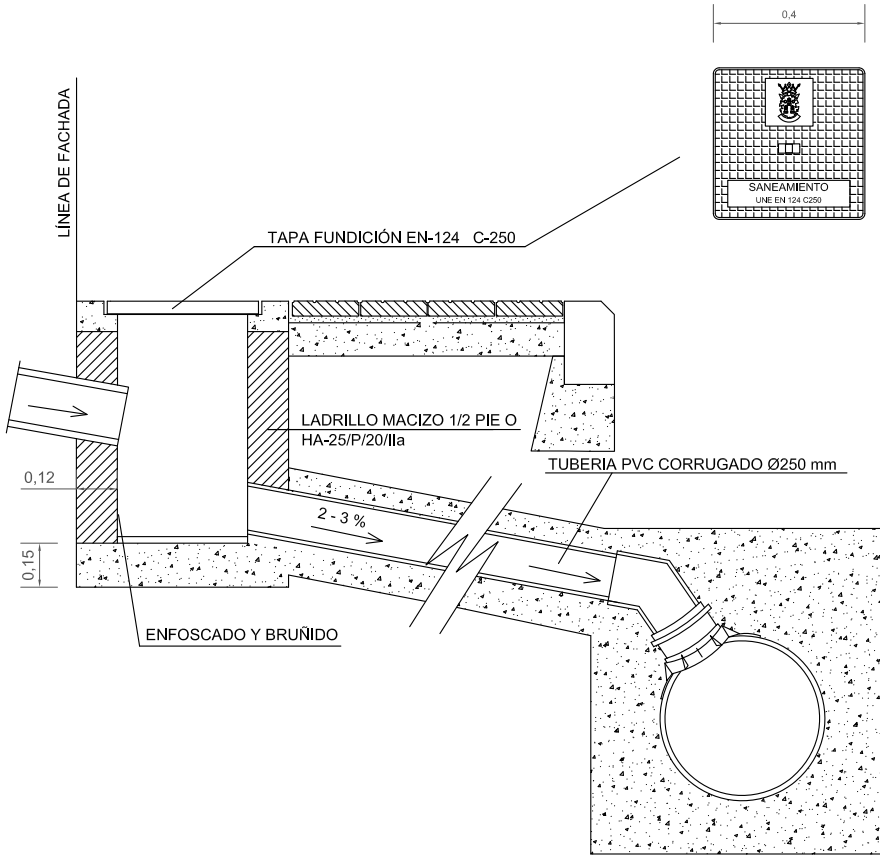 0,4
LÍNEA DE FACHADA
SANEAMIENTO
UNE EN 124 C250
TAPA FUNDICIÓN EN-124 C-250
LADRILLO MACIZO 1/2 PIE O
HA-25/P/20/IIa
TUBERIA PVC CORRUGADO Ø250 mm
0,12
2 - 3 %
0,15
ENFOSCADO Y BRUÑIDO